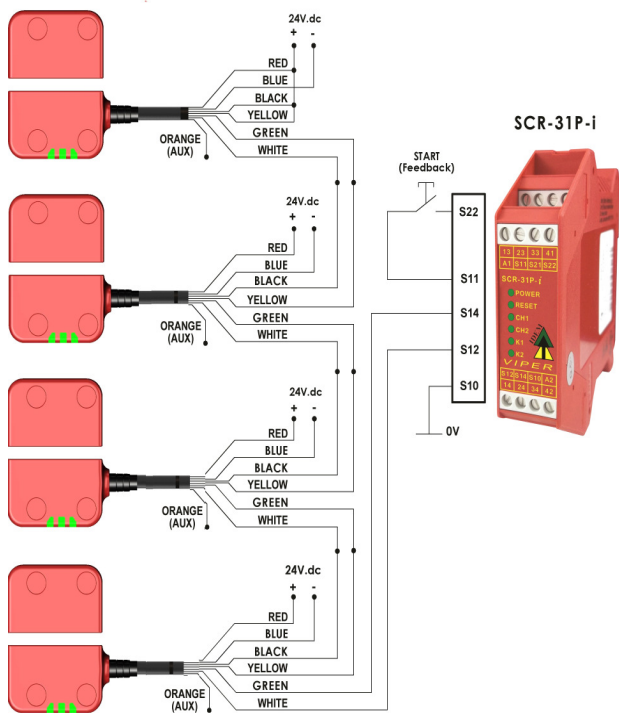 24V.dc
+ -
RED
BLUE
BLACK
YELLOW
GREEN
WHITE
ORANGE
(AUX)
24V.dc
+ -
RED
BLUE
BLACK
YELLOW
GREEN
WHITE
ORANGE
(AUX)
24V.dc
+ -
RED
BLUE
BLACK
YELLOW
GREEN
WHITE
ORANGE
(AUX)
24V.dc
+ -
RED
BLUE
BLACK
YELLOW
GREEN
WHITE
ORANGE
(AUX)
START
(Feedback)
S22
S11
S14
S12
S10
0V
SCR-31P-i
13 23 33 41
A1 S11 S21 S22
SCR-31P-i
POWER
RESET
CH1
CH2
K1
K2
VIPER
S12 S14 S10 A2
14 24 34 42